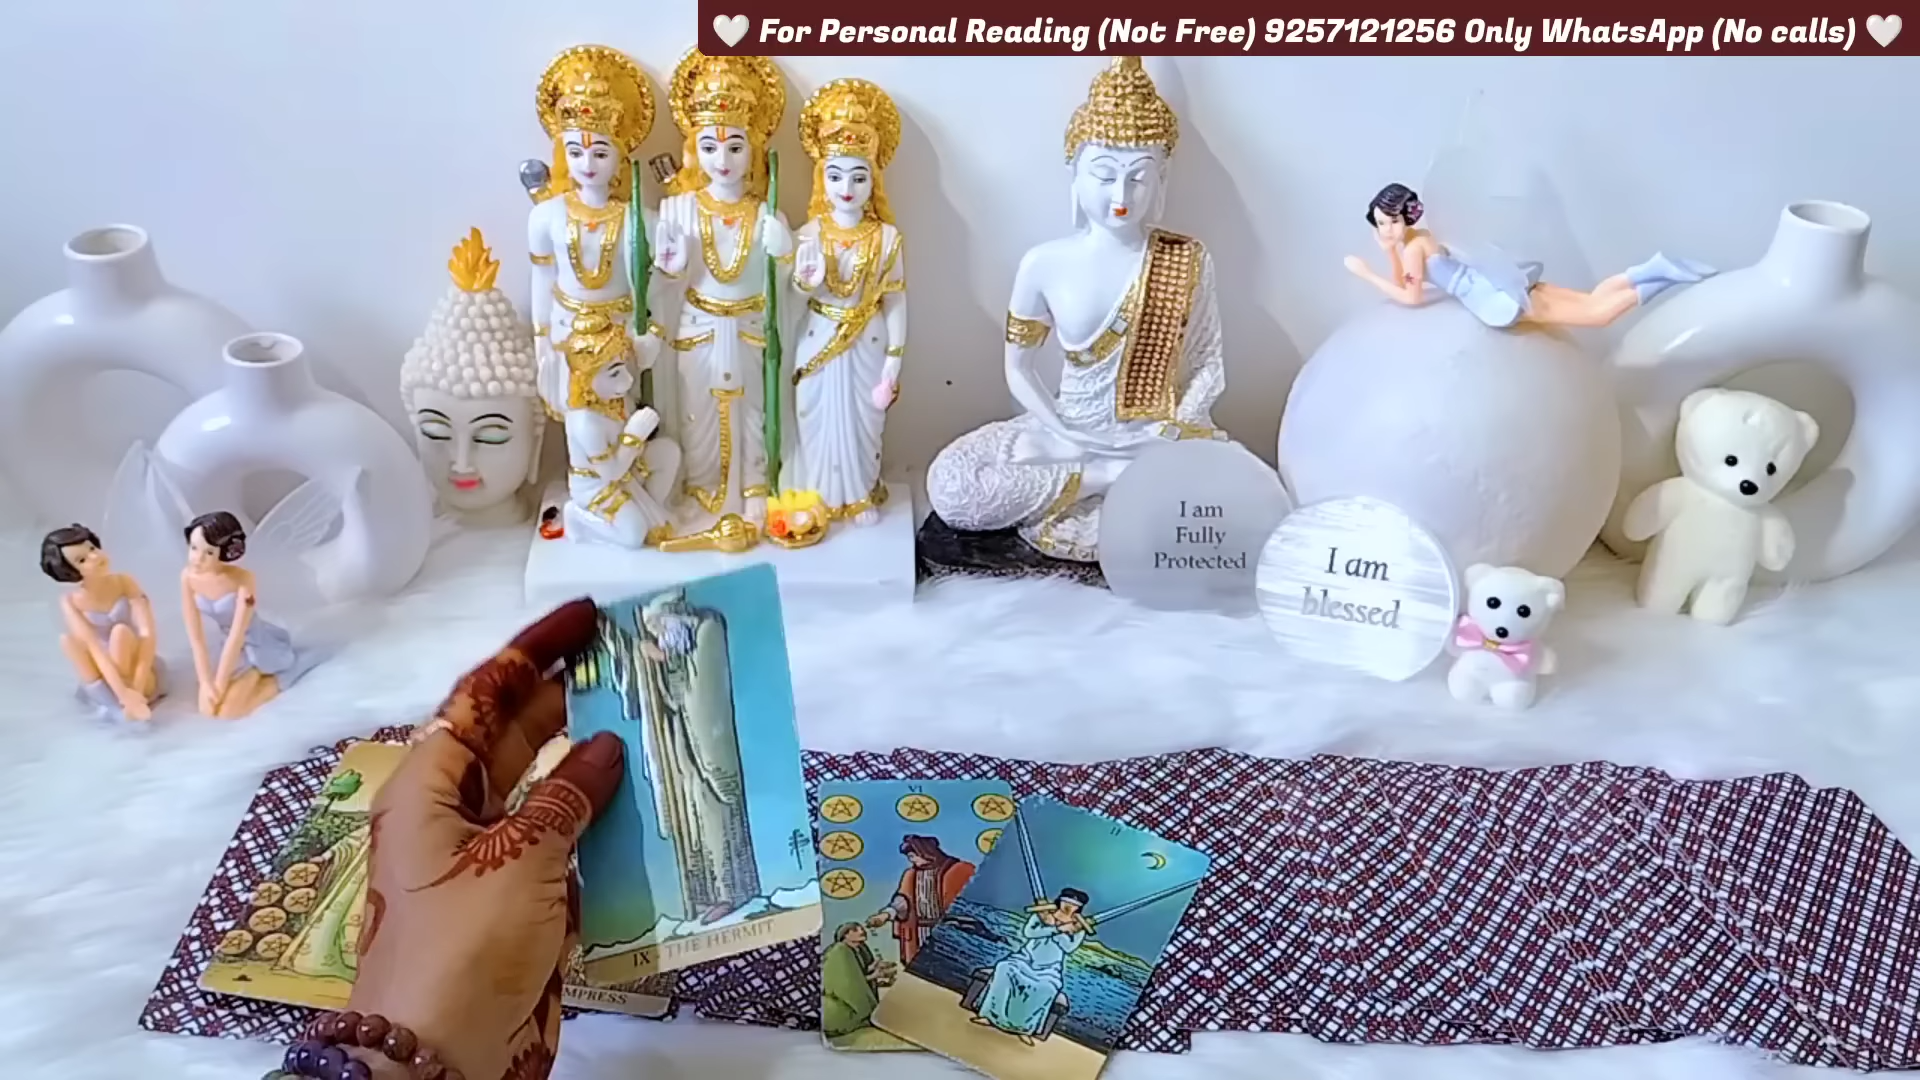 🤍 For Personal Reading (Not Free) 9257121256 Only WhatsApp (No calls) 🤍
I am
Fully
Protected
I am
blessed
VI
II
IX THE HERMIT
MPRESS